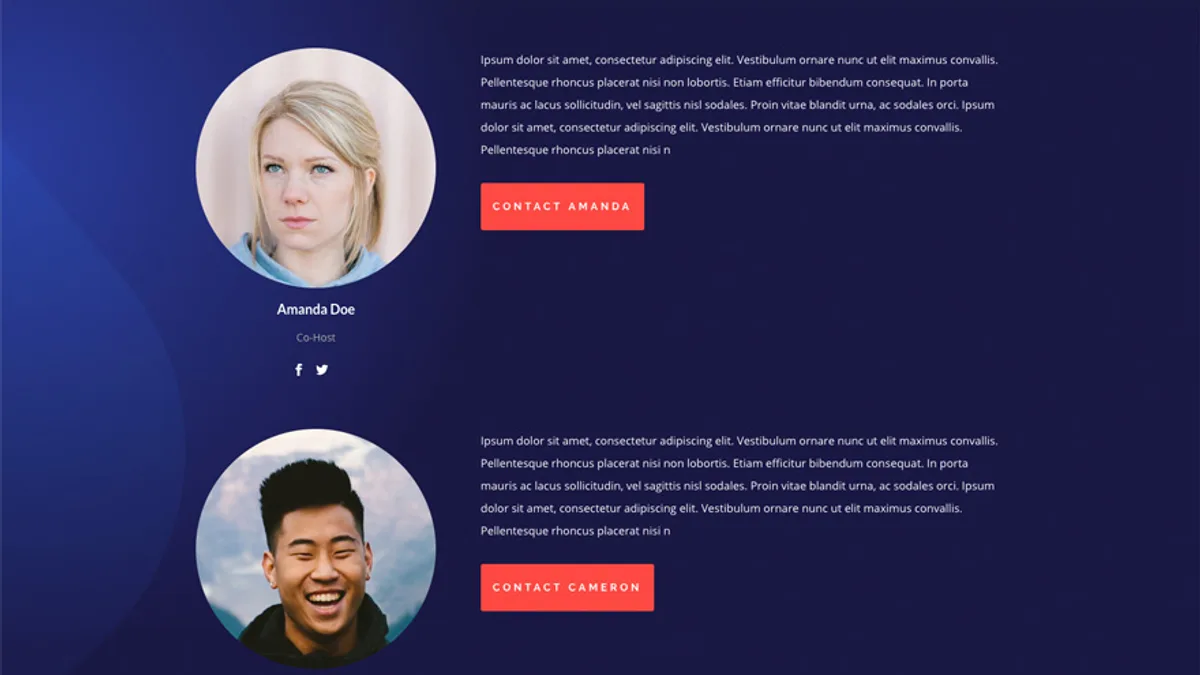 Ipsum dolor sit amet, consectetur adipiscing elit. Vestibulum ornare nunc ut elit maximus convallis.
Pellentesque rhoncus placerat nisi non lobortis. Etiam efficitur bibendum consequat. In porta
mauris ac lacus sollicitudin, vel sagittis nisl sodales. Proin vitae blandit urna, ac sodales orci. Ipsum
dolor sit amet, consectetur adipiscing elit. Vestibulum ornare nunc ut elit maximus convallis.
Pellentesque rhoncus placerat nisi n
CONTACT AMANDA
Amanda Doe
Co-Host
Ipsum dolor sit amet, consectetur adipiscing elit. Vestibulum ornare nunc ut elit maximus convallis.
Pellentesque rhoncus placerat nisi non lobortis. Etiam efficitur bibendum consequat. In porta
mauris ac lacus sollicitudin, vel sagittis nisl sodales. Proin vitae blandit urna, ac sodales orci. Ipsum
dolor sit amet, consectetur adipiscing elit. Vestibulum ornare nunc ut elit maximus convallis.
Pellentesque rhoncus placerat nisi n
CONTACT CAMERON